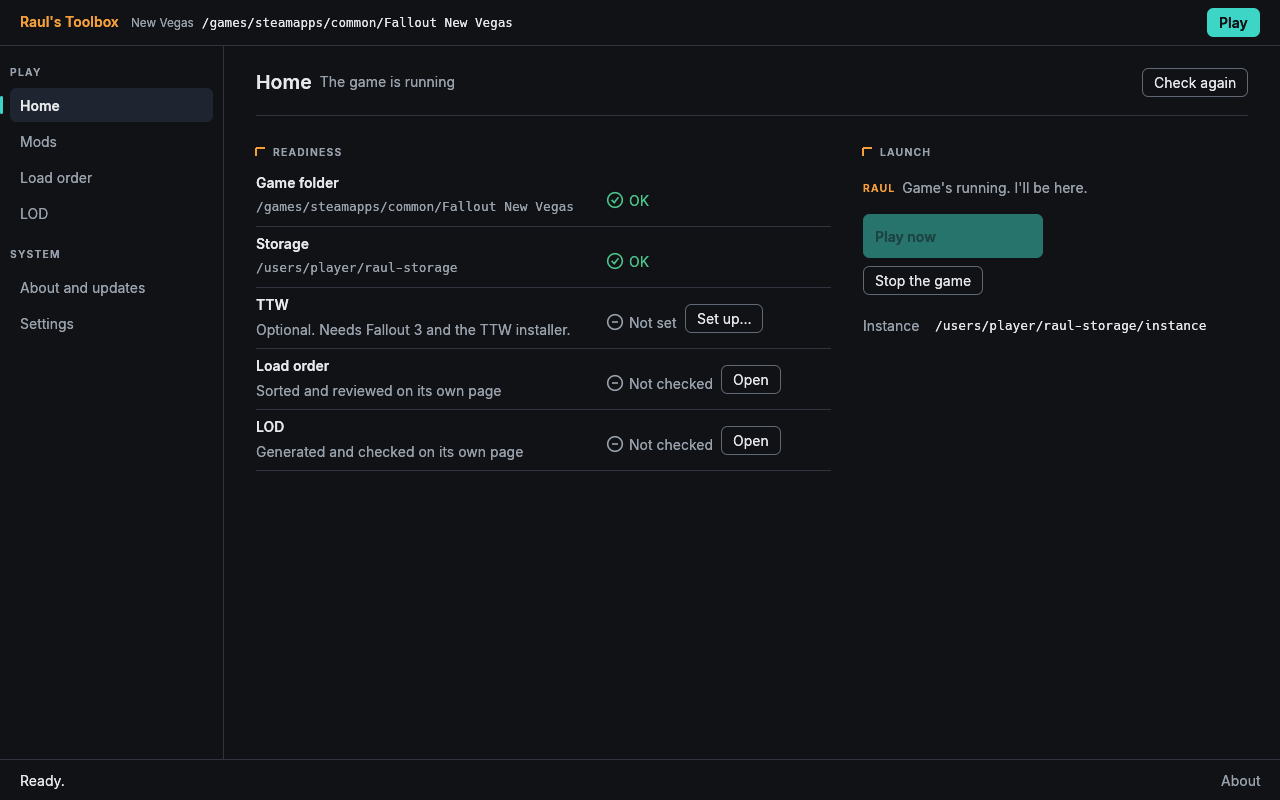 Raul's Toolbox New Vegas /games/steamapps/common/Fallout New Vegas Play
PLAY
Home
Mods
Load order
LOD
SYSTEM
About and updates
Settings
Home The game is running Check again
READINESS
Game folder
/games/steamapps/common/Fallout New Vegas OK
Storage
/users/player/raul-storage OK
TTW
Optional. Needs Fallout 3 and the TTW installer. Not set Set up...
Load order
Sorted and reviewed on its own page Not checked Open
LOD
Generated and checked on its own page Not checked Open
LAUNCH
RAUL Game's running. I'll be here.
Play now
Stop the game
Instance /users/player/raul-storage/instance
Ready. About